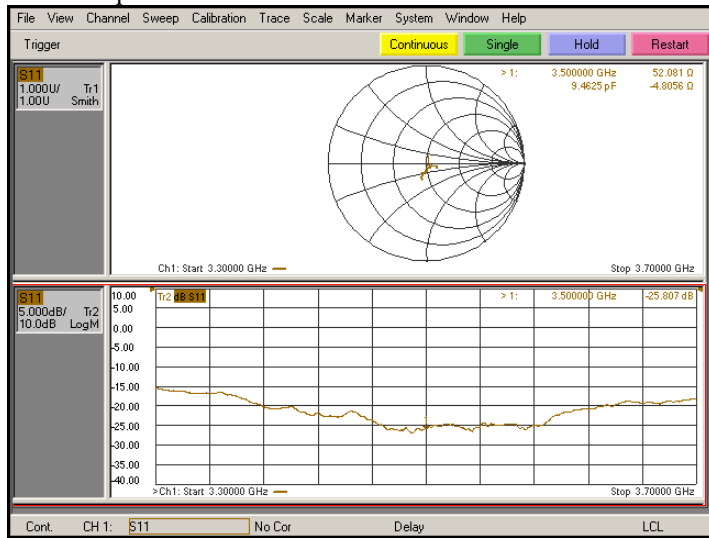 File View Channel Sweep Calibration Trace Scale Marker System Window Help
Trigger Continuous Single Hold Restart
S11
1.000U/ Tr1
1.00U Smith
> 1: 3.500000 GHz 52.081 Ω
9.4625 pF -4.8056 Ω
Ch1: Start 3.30000 GHz Stop 3.70000 GHz
S11
5.000dB/ Tr2
10.0dB LogM
Tr2 dB S11 > 1: 3.500000 GHz -25.807 dB
10.00
5.00
0.00
-5.00
-10.00
-15.00
-20.00
-25.00
-30.00
-35.00
-40.00
>Ch1: Start 3.30000 GHz Stop 3.70000 GHz
Cont. CH 1: S11 No Cor Delay LCL